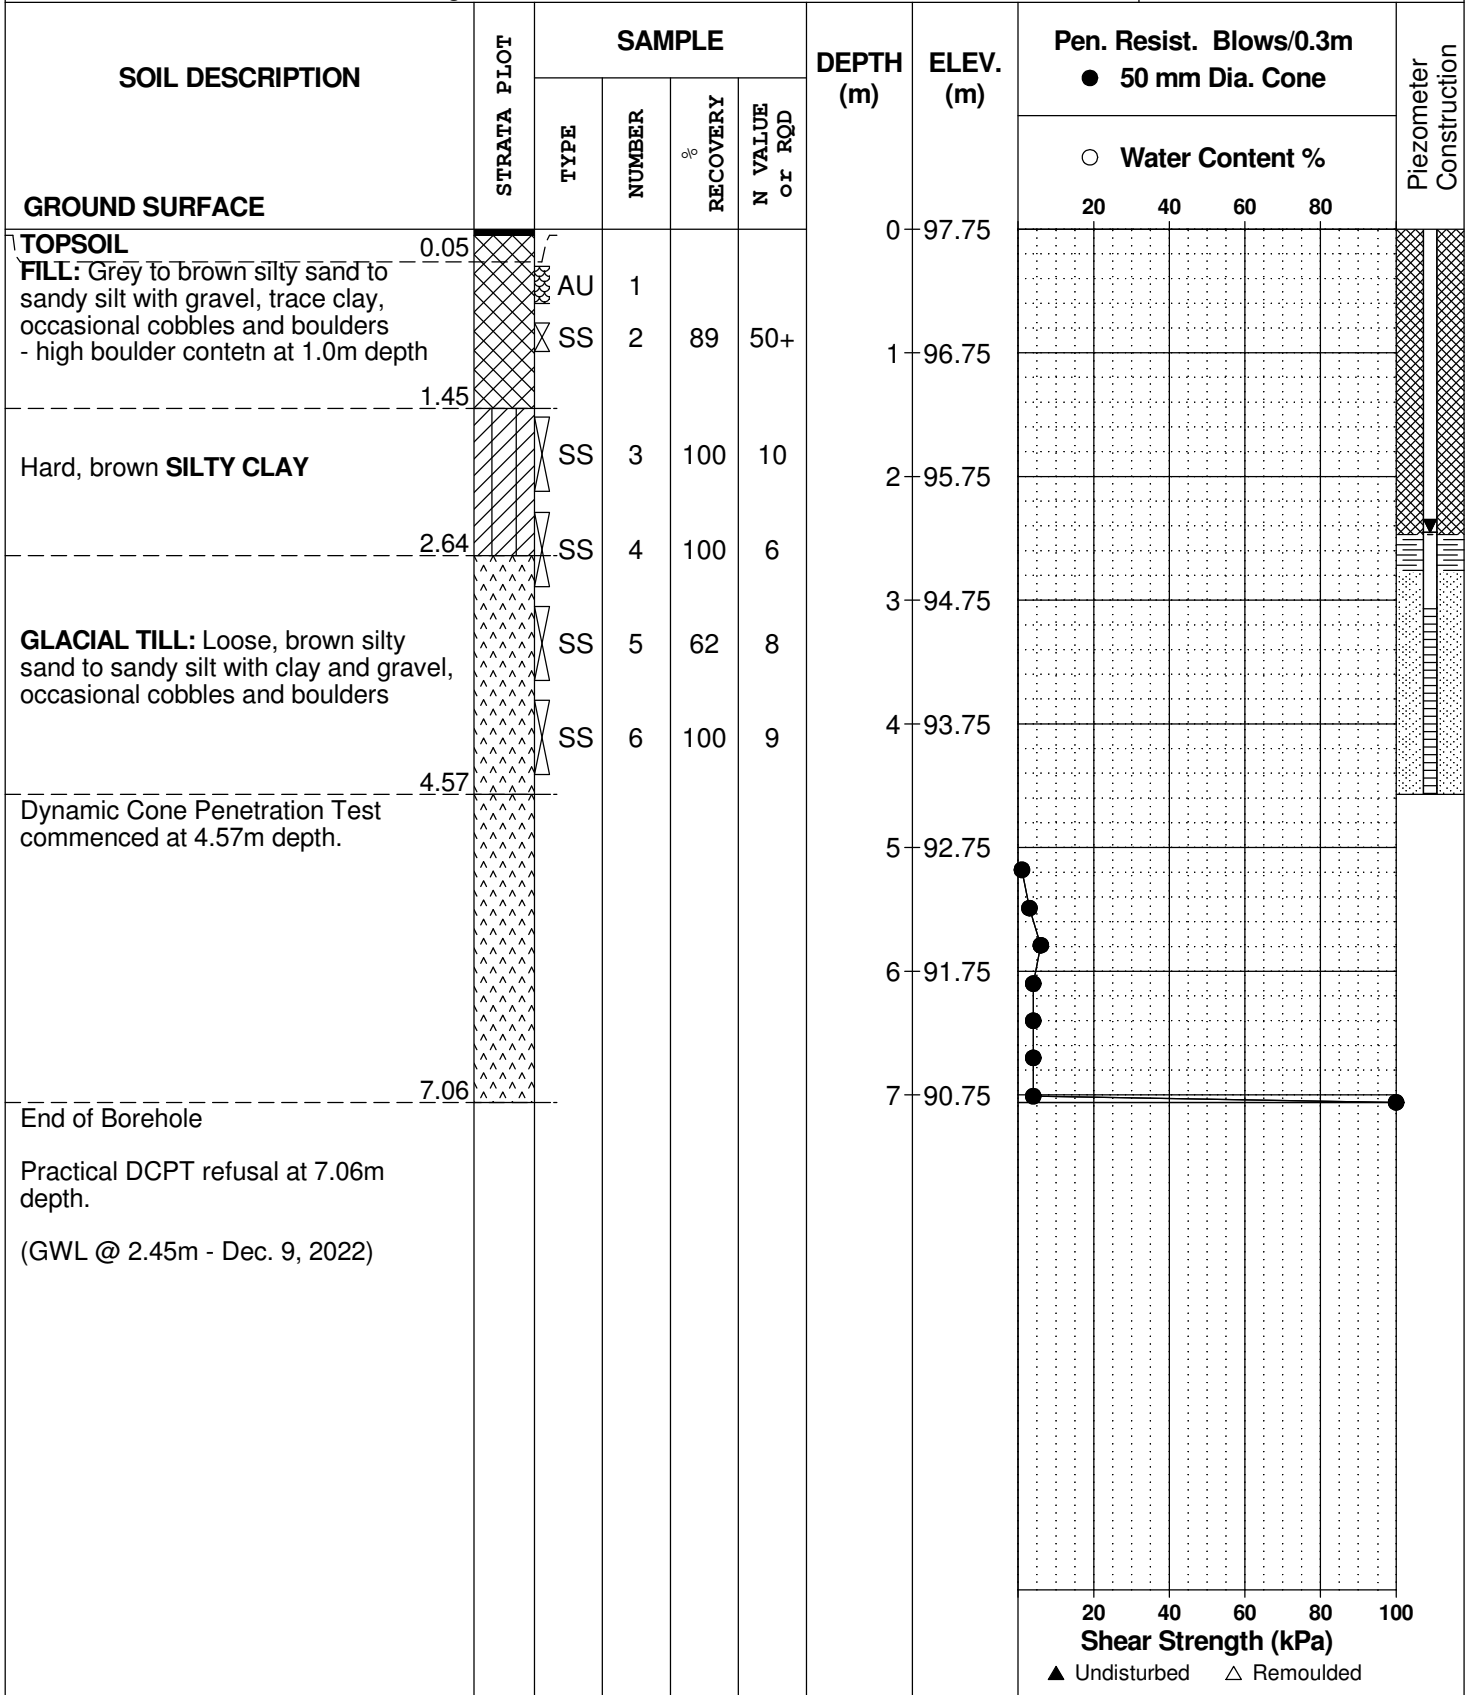 SOIL DESCRIPTION
GROUND SURFACE
STRATA PLOT
SAMPLE
TYPE
NUMBER
%
RECOVERY
N VALUE
or RQD
DEPTH
(m)
ELEV.
(m)
Pen. Resist. Blows/0.3m
● 50 mm Dia. Cone
○ Water Content %
20 40 60 80
Piezometer
Construction
TOPSOIL 0.05
FILL: Grey to brown silty sand to
sandy silt with gravel, trace clay,
occasional cobbles and boulders
- high boulder contetn at 1.0m depth
1.45
Hard, brown SILTY CLAY
2.64
GLACIAL TILL: Loose, brown silty
sand to sandy silt with clay and gravel,
occasional cobbles and boulders
4.57
Dynamic Cone Penetration Test
commenced at 4.57m depth.
7.06
End of Borehole
Practical DCPT refusal at 7.06m
depth.
(GWL @ 2.45m - Dec. 9, 2022)
AU 1
SS 2 89 50+
SS 3 100 10
SS 4 100 6
SS 5 62 8
SS 6 100 9
0 97.75
1 96.75
2 95.75
3 94.75
4 93.75
5 92.75
6 91.75
7 90.75
20 40 60 80 100
Shear Strength (kPa)
▲ Undisturbed △ Remoulded